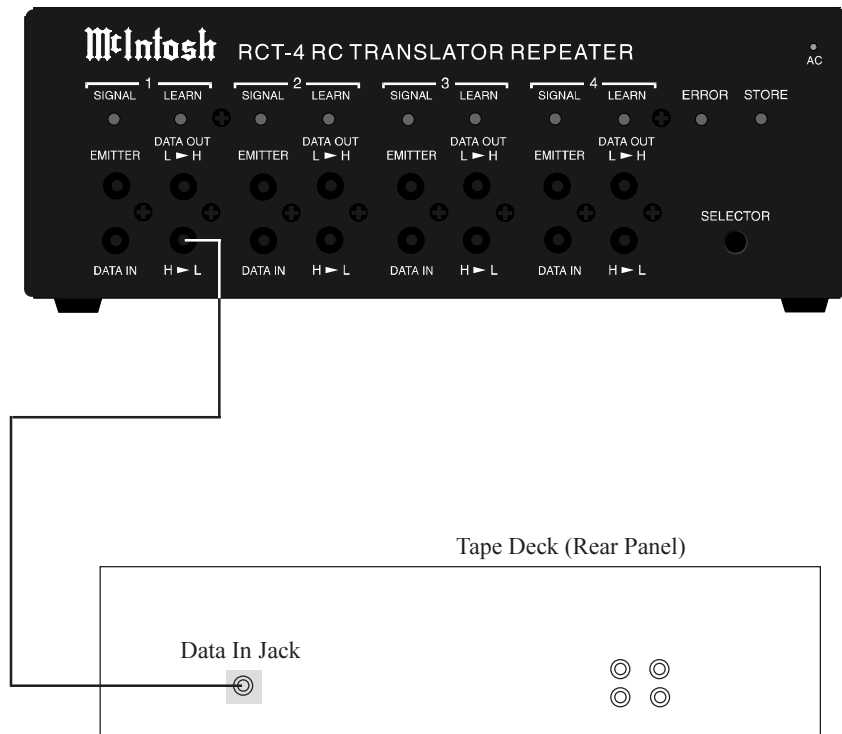 McIntosh RCT-4 RC TRANSLATOR REPEATER
AC
1 2 3 4
SIGNAL LEARN SIGNAL LEARN SIGNAL LEARN SIGNAL LEARN ERROR STORE
DATA OUT DATA OUT DATA OUT DATA OUT
EMITTER L ► H EMITTER L ► H EMITTER L ► H EMITTER L ► H
SELECTOR
DATA IN H ► L DATA IN H ► L DATA IN H ► L DATA IN H ► L
Tape Deck (Rear Panel)
Data In Jack